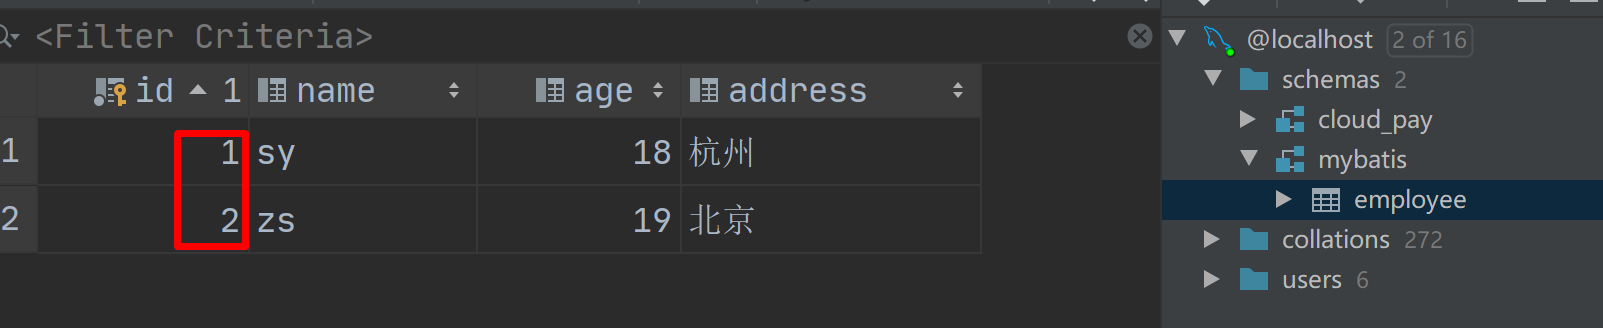 <Filter Criteria>
id 1 name age address
1 1 sy 18 杭州
2 2 zs 19 北京
@localhost 2 of 16
schemas 2
cloud_pay
mybatis
employee
collations 272
users 6